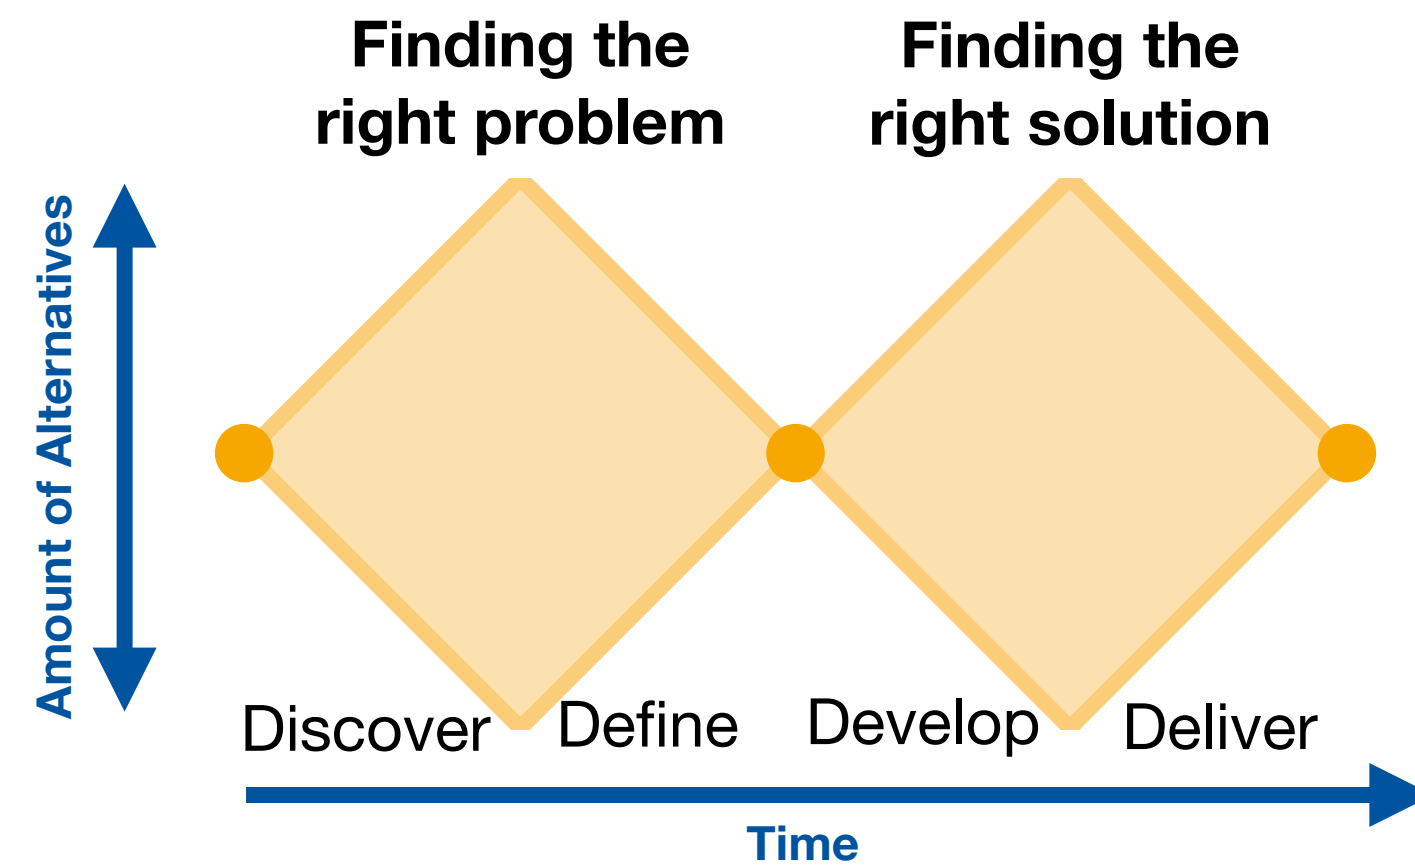 Finding the
right problem
Finding the
right solution
Amount of Alternatives
Discover
Define
Develop
Deliver
Time